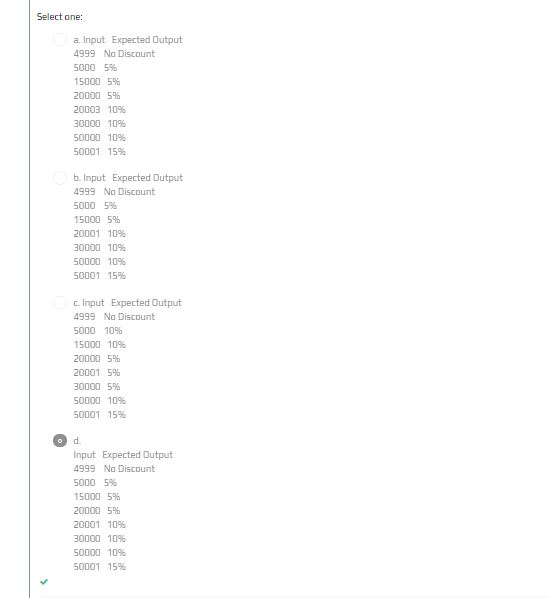 Select one:
a. Input Expected Output
4999 No Discount
5000 5%
15000 5%
20000 5%
20003 10%
30000 10%
50000 10%
50001 15%
b. Input Expected Output
4999 No Discount
5000 5%
15000 5%
20001 10%
30000 10%
50000 10%
50001 15%
c. Input Expected Output
4999 No Discount
5000 10%
15000 10%
20000 5%
20001 5%
30000 5%
50000 10%
50001 15%
d.
Input Expected Output
4999 No Discount
5000 5%
15000 5%
20000 5%
20001 10%
30000 10%
50000 10%
50001 15%